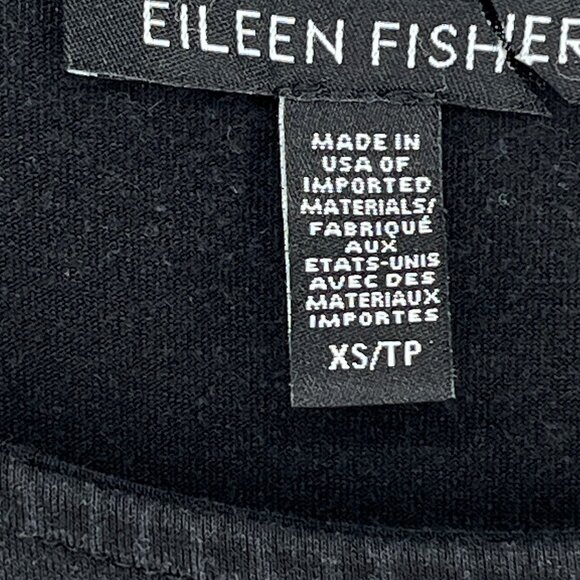 EILEEN FISHER
MADE IN
USA OF
IMPORTED
MATERIALS/
FABRIQUÉ
AUX
ETATS-UNIS
AVEC DES
MATERIAUX
IMPORTES
XS/TP